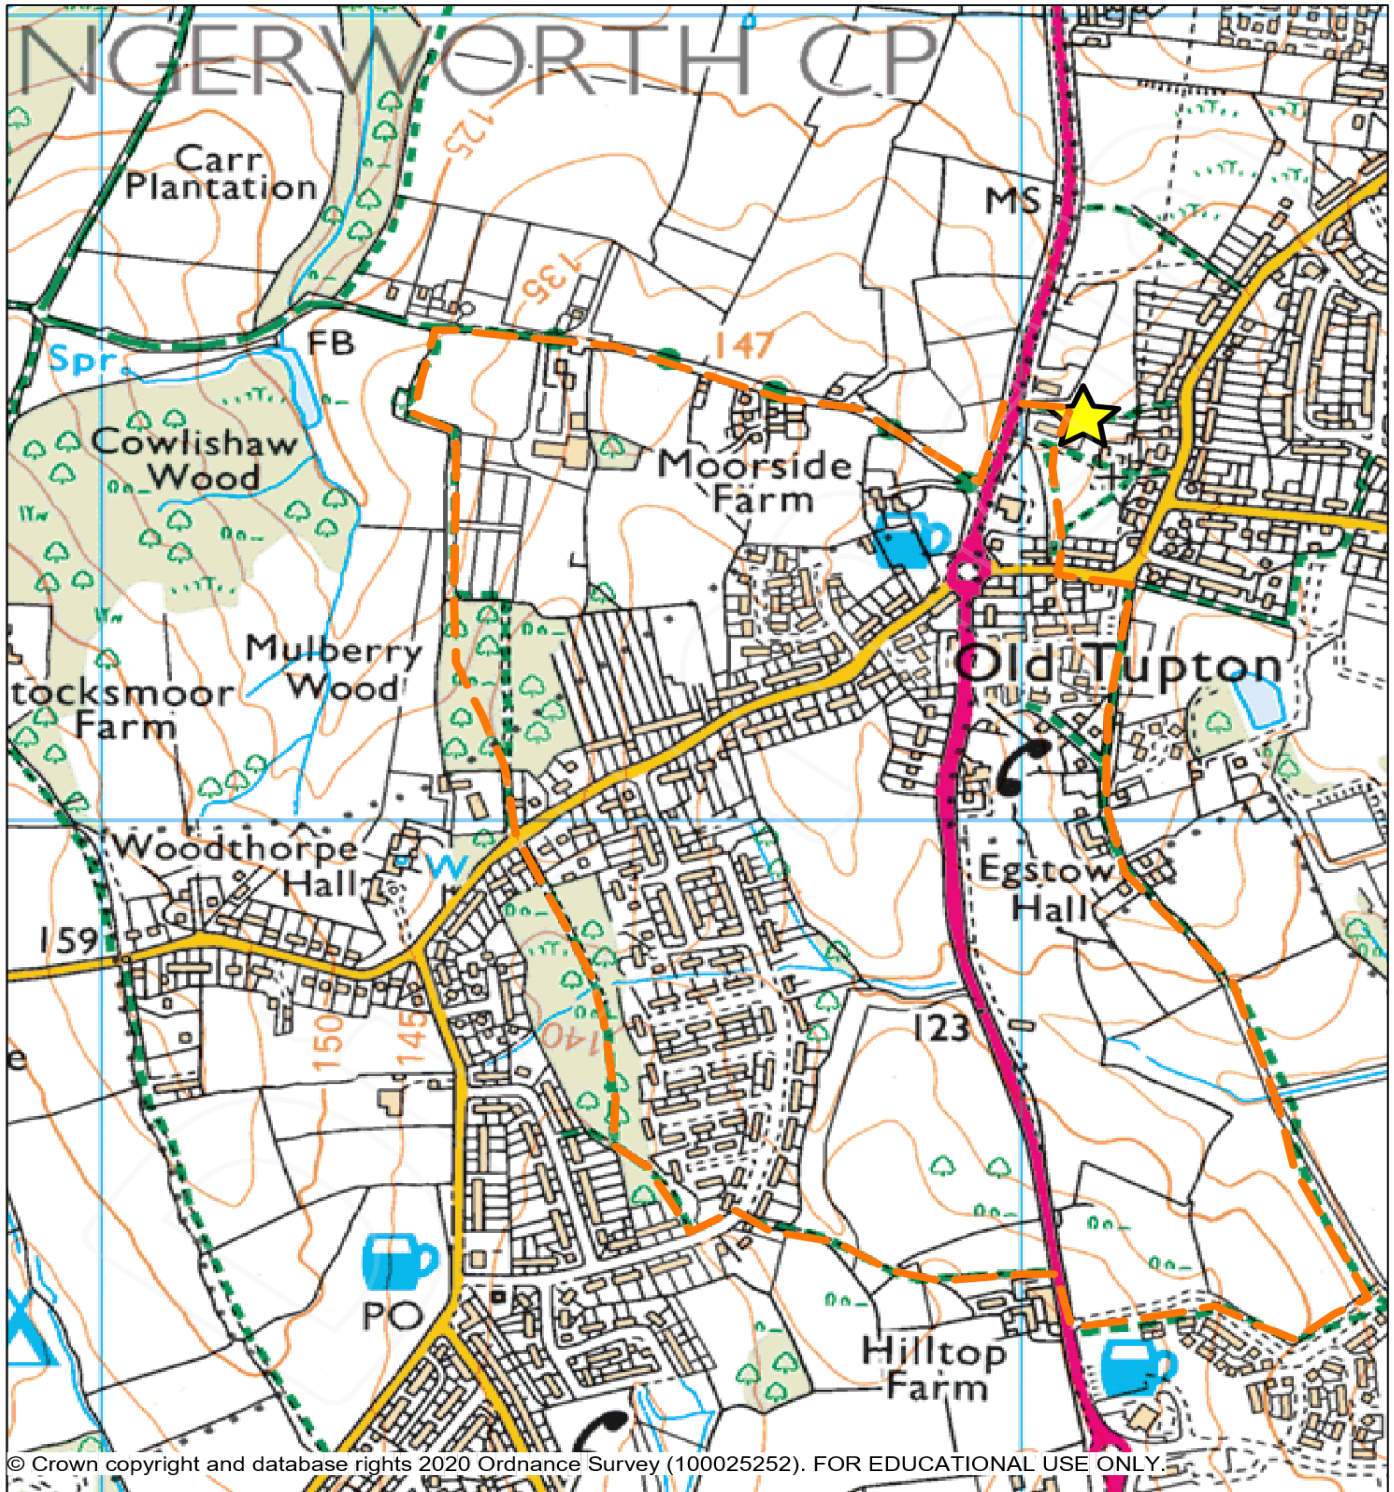 NGERWORTH CP
125
Carr
Plantation
MS
135
FB
Spr
147
Cowlishaw
Wood
Moorside
Farm
Mulberry
Wood
Old Tupton
tocksmoor
Farm
Woodthorpe
Hall
W
Egstow
Hall
159
150
145
140
123
e
PO
Hilltop
Farm
© Crown copyright and database rights 2020 Ordnance Survey (100025252). FOR EDUCATIONAL USE ONLY.